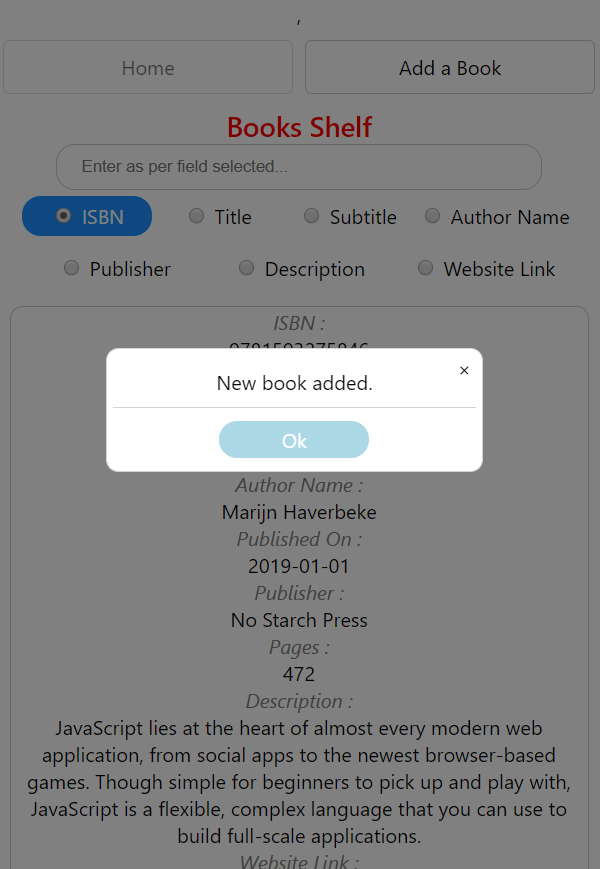 ,
Home
Add a Book
Books Shelf
Enter as per field selected...
ISBN
Title
Subtitle
Author Name
Publisher
Description
Website Link
ISBN :
×
New book added.
Ok
Author Name :
Marijn Haverbeke
Published On :
2019-01-01
Publisher :
No Starch Press
Pages :
472
Description :
JavaScript lies at the heart of almost every modern web
application, from social apps to the newest browser-based
games. Though simple for beginners to pick up and play with,
JavaScript is a flexible, complex language that you can use to
build full-scale applications.
Website Link :